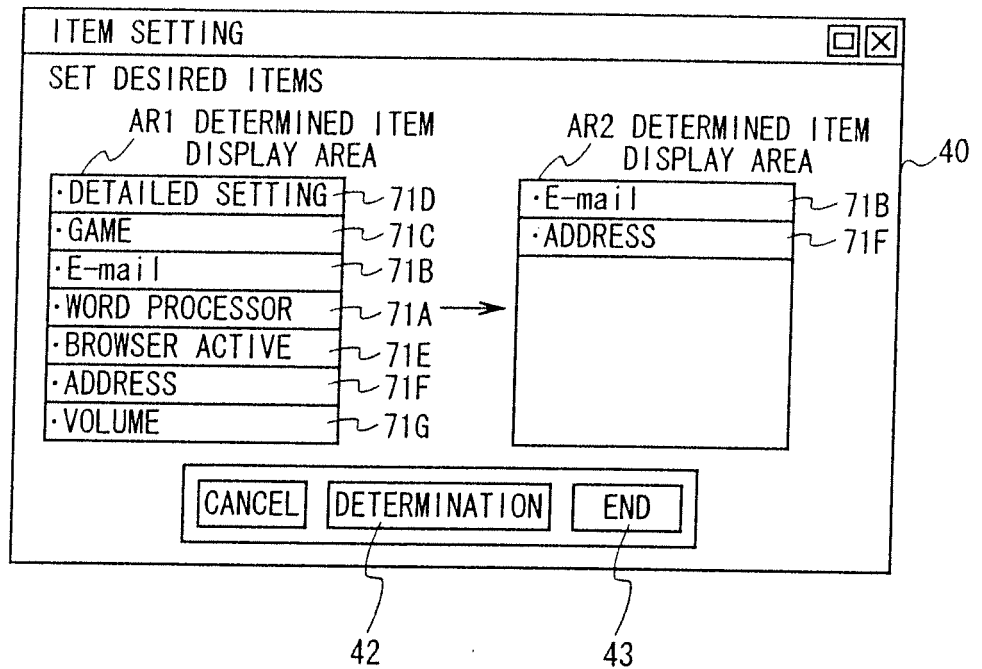 ITEM SETTING
SET DESIRED ITEMS
AR1 DETERMINED ITEM
DISPLAY AREA
·DETAILED SETTING 71D
·GAME 71C
·E-mail 71B
·WORD PROCESSOR 71A
·BROWSER ACTIVE 71E
·ADDRESS 71F
·VOLUME 71G
AR2 DETERMINED ITEM
DISPLAY AREA
40
·E-mail 71B
·ADDRESS 71F
CANCEL DETERMINATION END
42 43